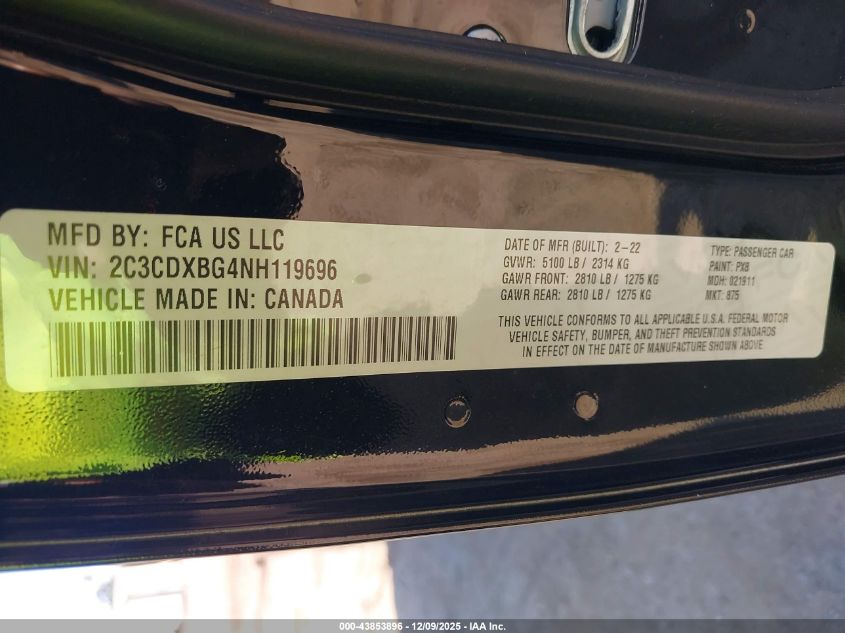 MFD BY: FCA US LLC
VIN: 2C3CDXBG4NH119696
VEHICLE MADE IN: CANADA
DATE OF MFR (BUILT): 2-22
GVWR: 5100 LB / 2314 KG
GAWR FRONT: 2810 LB / 1275 KG
GAWR REAR: 2810 LB / 1275 KG
TYPE: PASSENGER CAR
PAINT: PX8
MDH: 021911
MKT: 875
THIS VEHICLE CONFORMS TO ALL APPLICABLE U.S.A. FEDERAL MOTOR
VEHICLE SAFETY, BUMPER, AND THEFT PREVENTION STANDARDS
IN EFFECT ON THE DATE OF MANUFACTURE SHOWN ABOVE
000-43853896 - 12/09/2025 - IAA Inc.